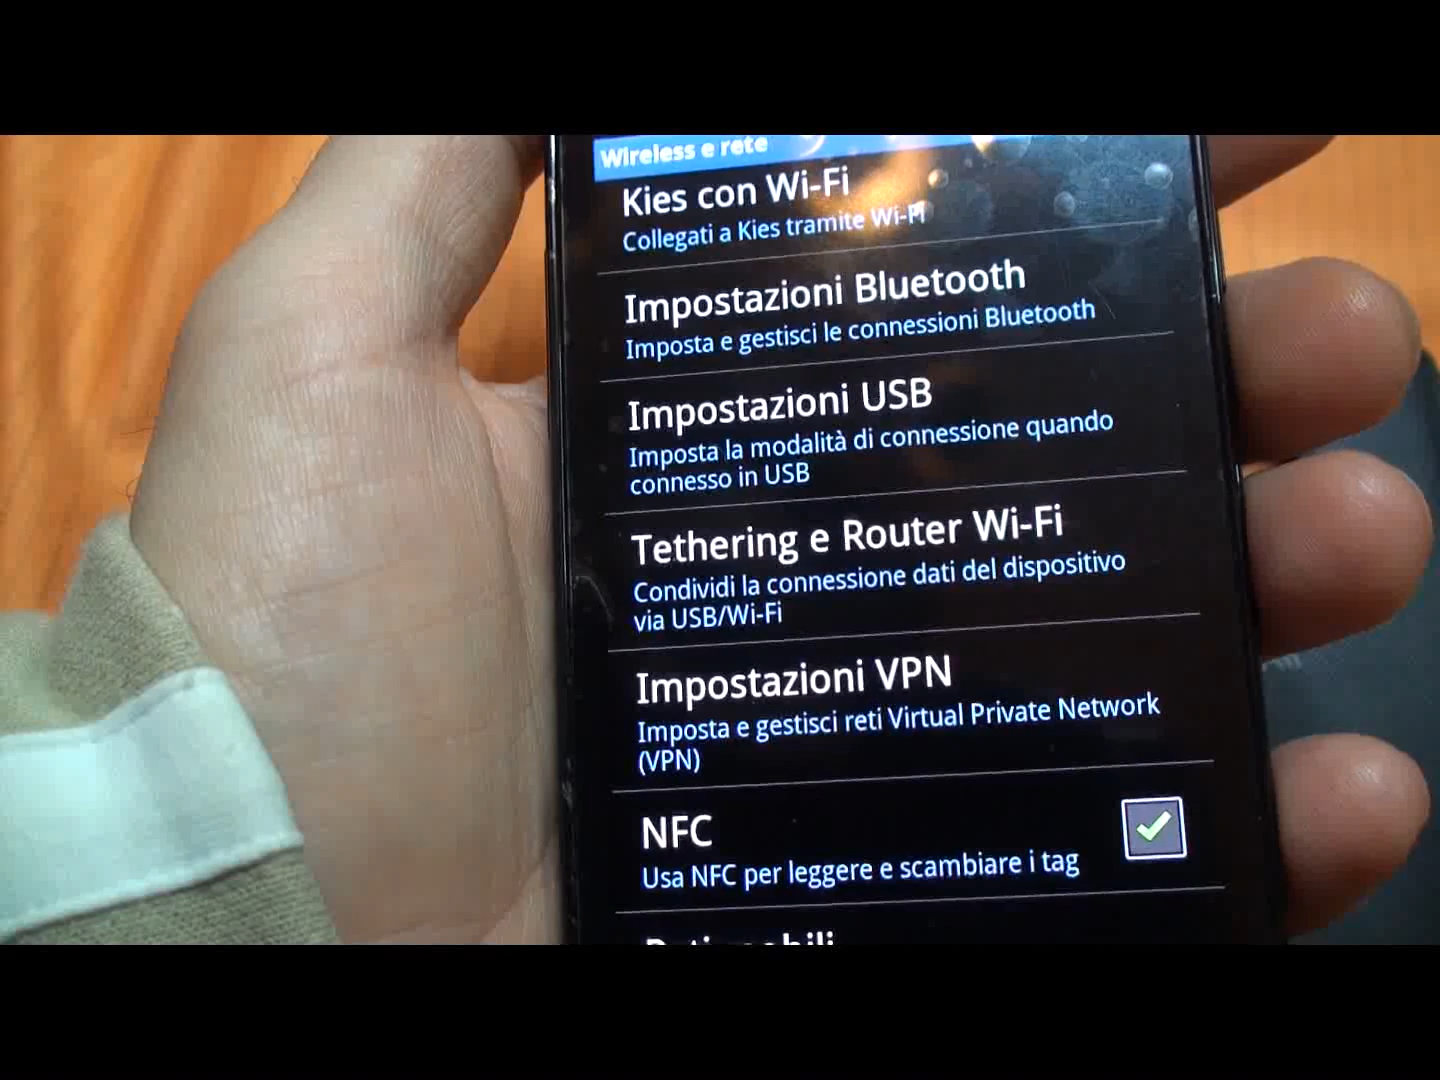 Wireless e rete
Kies con Wi-Fi
Collegati a Kies tramite Wi-Fi
Impostazioni Bluetooth
Imposta e gestisci le connessioni Bluetooth
Impostazioni USB
Imposta la modalità di connessione quando
connesso in USB
Tethering e Router Wi-Fi
Condividi la connessione dati del dispositivo
via USB/Wi-Fi
Impostazioni VPN
Imposta e gestisci reti Virtual Private Network
(VPN)
NFC
Usa NFC per leggere e scambiare i tag